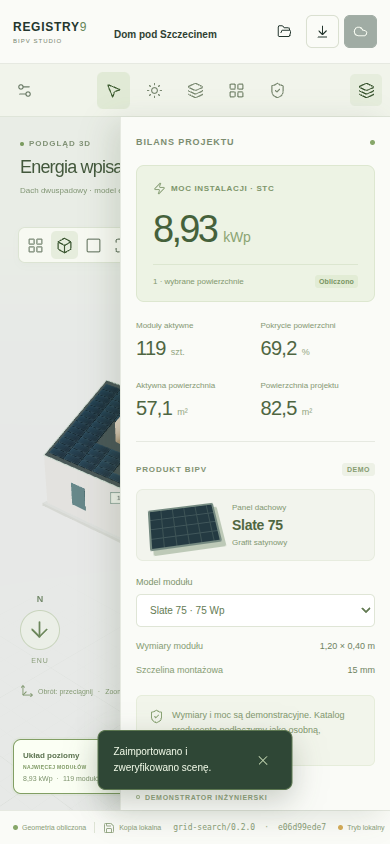 REGISTRY9
BIPV STUDIO
Dom pod Szczecinem
PODGLĄD 3D
Energia wpisa
Dach dwuspadowy · model
N
ENU
Obrót: przeciągnij · Zoom
Układ poziomy
NAJWIĘCEJ MODUŁÓW
8,93 kWp · 119 modułó
BILANS PROJEKTU
MOC INSTALACJI · STC
8,93 kWp
1 · wybrane powierzchnie
Obliczono
Moduły aktywne
119 szt.
Pokrycie powierzchni
69,2 %
Aktywna powierzchnia
57,1 m²
Powierzchnia projektu
82,5 m²
PRODUKT BIPV
DEMO
Panel dachowy
Slate 75
Grafit satynowy
Model modułu
Slate 75 · 75 Wp
Wymiary modułu
1,20 × 0,40 m
Szczelina montażowa
15 mm
Wymiary i moc są demonstracyjne. Katalog
osobną,
Zaimportowano i
zweryfikowano scenę.
DEMONSTRATOR INŻYNIERSKI
Geometria obliczona
Kopia lokalna
grid-search/0.2.0 · e06d99ede7
Tryb lokalny